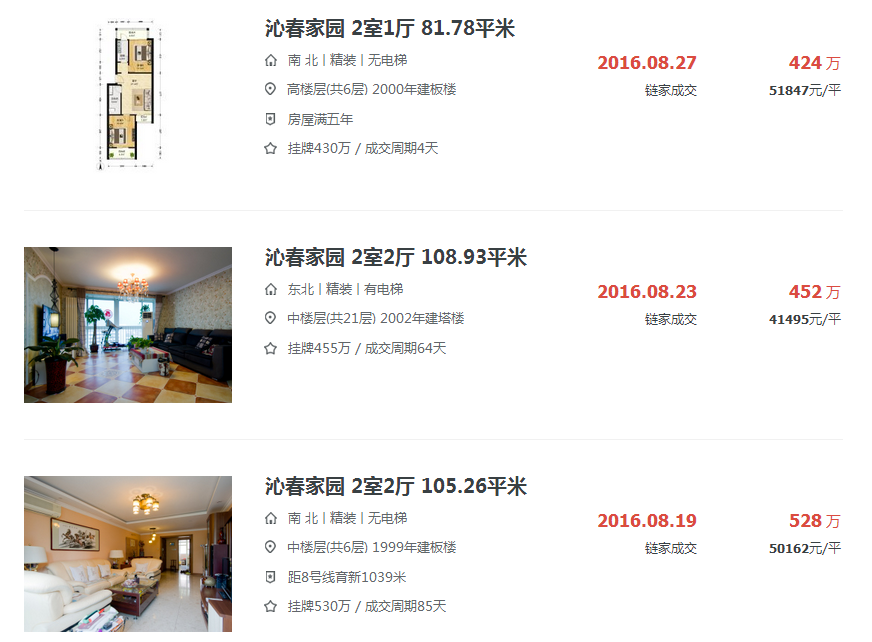 沁春家园 2室1厅 81.78平米
南 北 | 精装 | 无电梯
2016.08.27
424 万
高楼层(共6层) 2000年建板楼
链家成交
51847元/平
房屋满五年
挂牌430万 / 成交周期4天
沁春家园 2室2厅 108.93平米
东北 | 精装 | 有电梯
2016.08.23
452 万
中楼层(共21层) 2002年建塔楼
链家成交
41495元/平
挂牌455万 / 成交周期64天
沁春家园 2室2厅 105.26平米
南 北 | 精装 | 无电梯
2016.08.19
528 万
中楼层(共6层) 1999年建板楼
链家成交
50162元/平
距8号线育新1039米
挂牌530万 / 成交周期85天